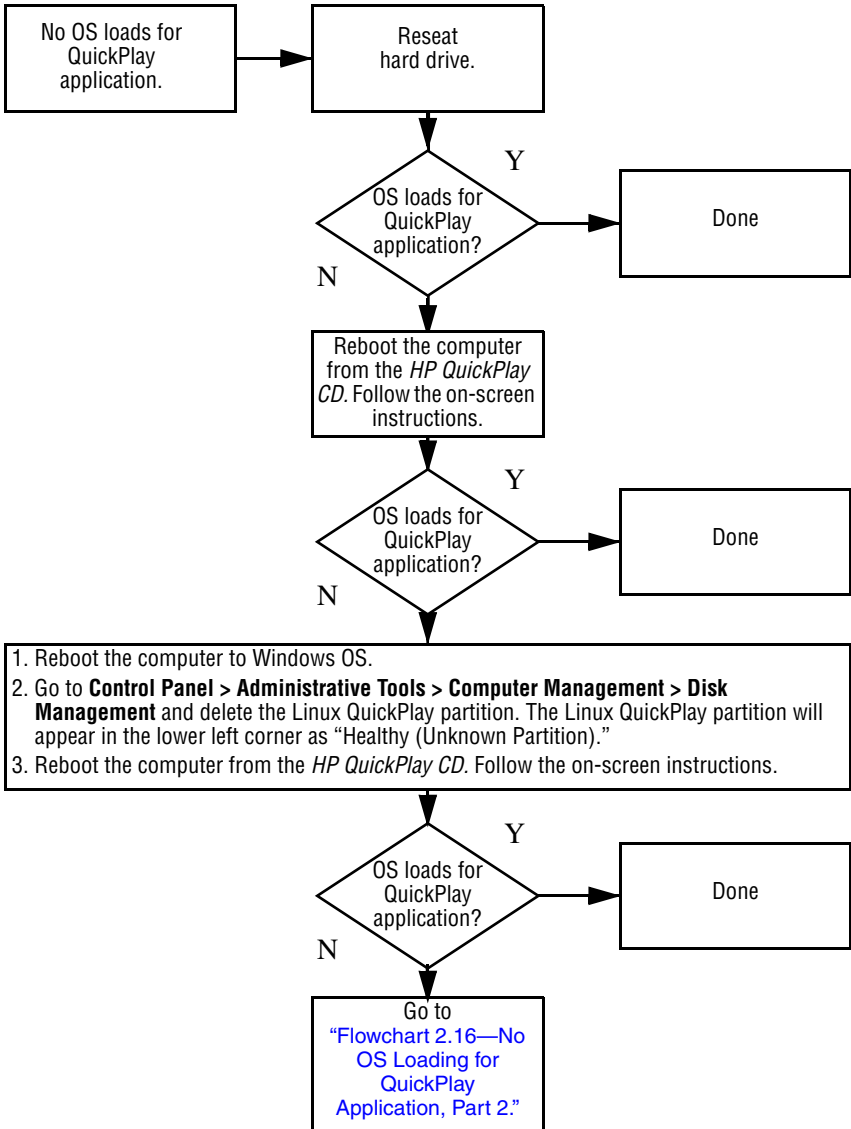 No OS loads for
QuickPlay
application.
Reseat
hard drive.
Y
OS loads for
QuickPlay
application?
Done
N
Reboot the computer
from the HP QuickPlay
CD. Follow the on-screen
instructions.
Y
OS loads for
QuickPlay
application?
Done
N
1. Reboot the computer to Windows OS.
2. Go to Control Panel > Administrative Tools > Computer Management > Disk
Management and delete the Linux QuickPlay partition. The Linux QuickPlay partition will
appear in the lower left corner as “Healthy (Unknown Partition).”
3. Reboot the computer from the HP QuickPlay CD. Follow the on-screen instructions.
Y
OS loads for
QuickPlay
application?
Done
N
Go to
“Flowchart 2.16—No
OS Loading for
QuickPlay
Application, Part 2.”